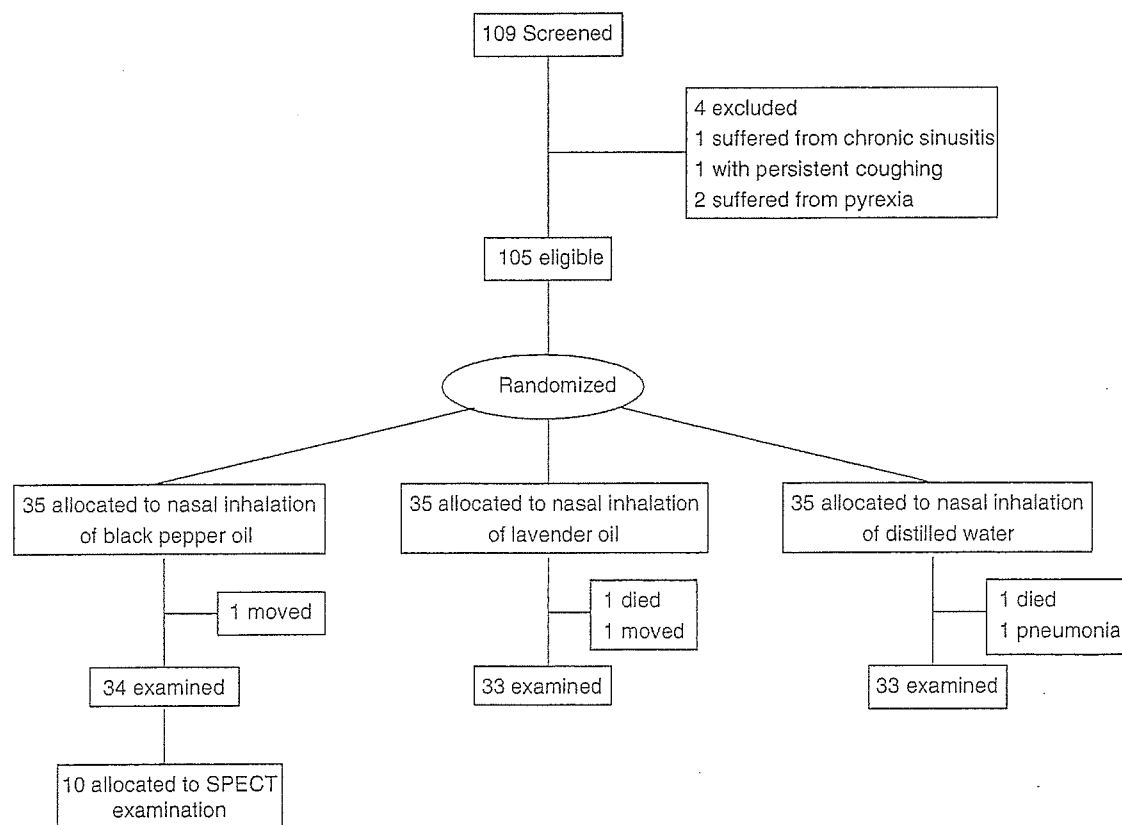 109 Screened
4 excluded
1 suffered from chronic sinusitis
1 with persistent coughing
2 suffered from pyrexia
105 eligible
Randomized
35 allocated to nasal inhalation
of black pepper oil
35 allocated to nasal inhalation
of lavender oil
35 allocated to nasal inhalation
of distilled water
1 moved
1 died
1 moved
1 died
1 pneumonia
34 examined
33 examined
33 examined
10 allocated to SPECT
examination